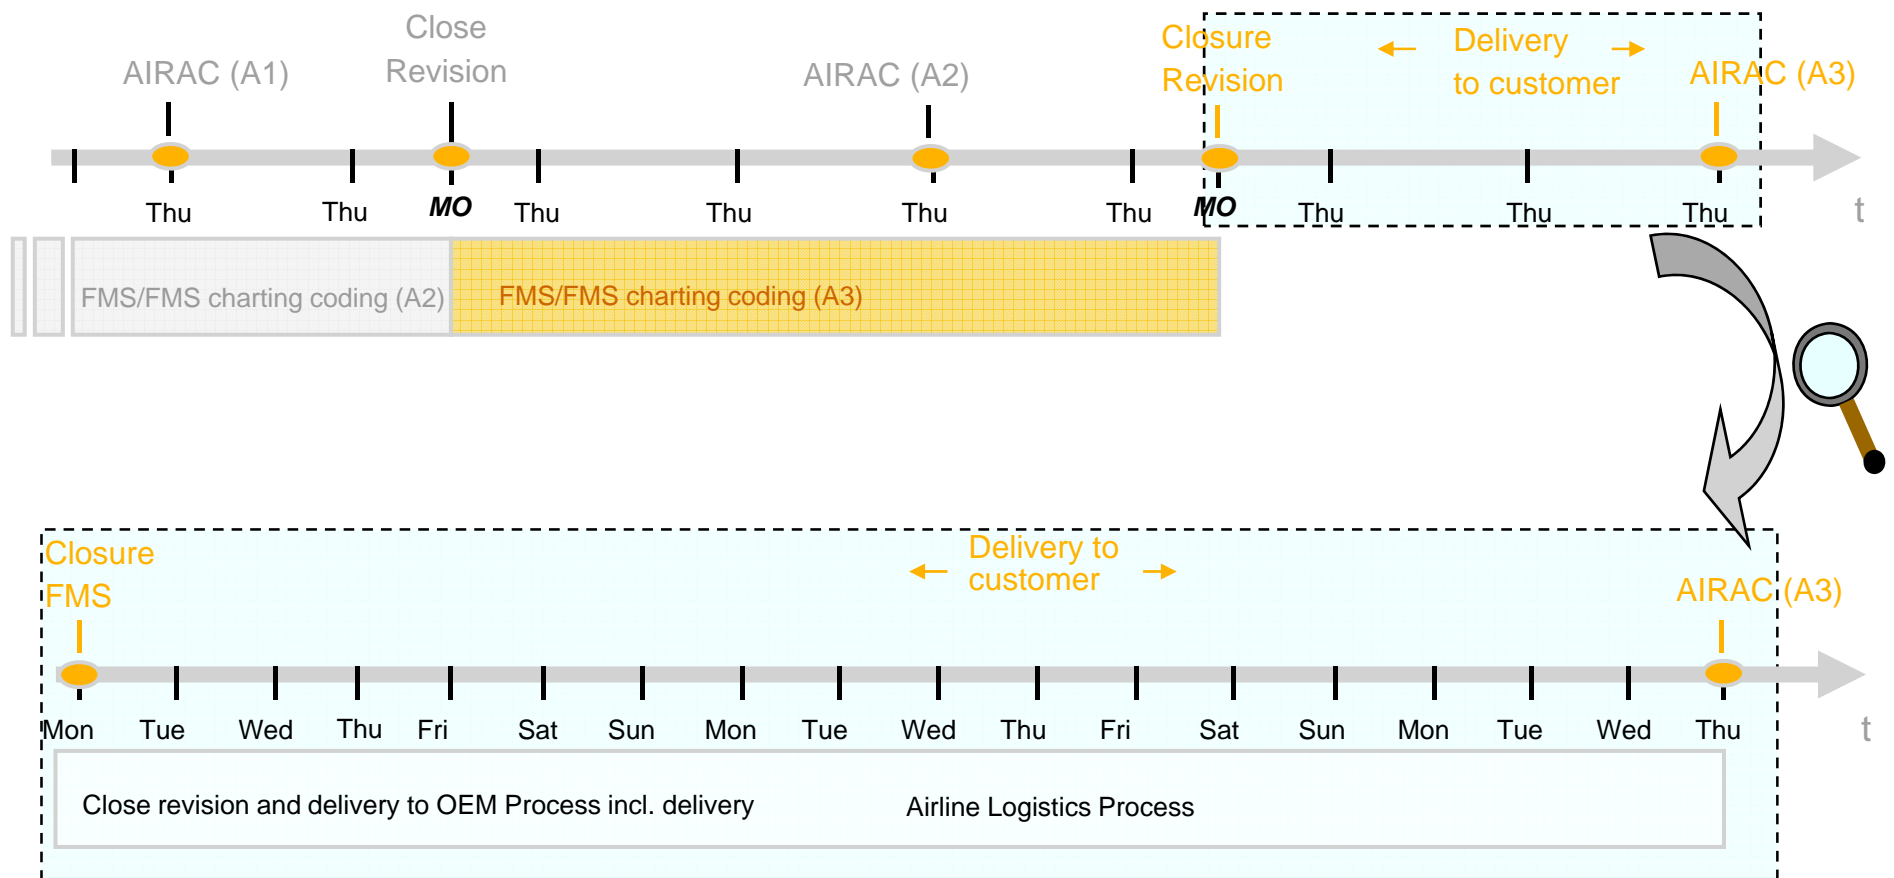 Close
Revision
AIRAC (A1)
AIRAC (A2)
Closure
Revision
Delivery
to customer
AIRAC (A3)
Thu Thu MO Thu Thu Thu Thu MO Thu Thu Thu t
FMS/FMS charting coding (A2)
FMS/FMS charting coding (A3)
Closure
FMS
Delivery to
customer
AIRAC (A3)
Mon Tue Wed Thu Fri Sat Sun Mon Tue Wed Thu Fri Sat Sun Mon Tue Wed Thu t
Close revision and delivery to OEM Process incl. delivery
Airline Logistics Process